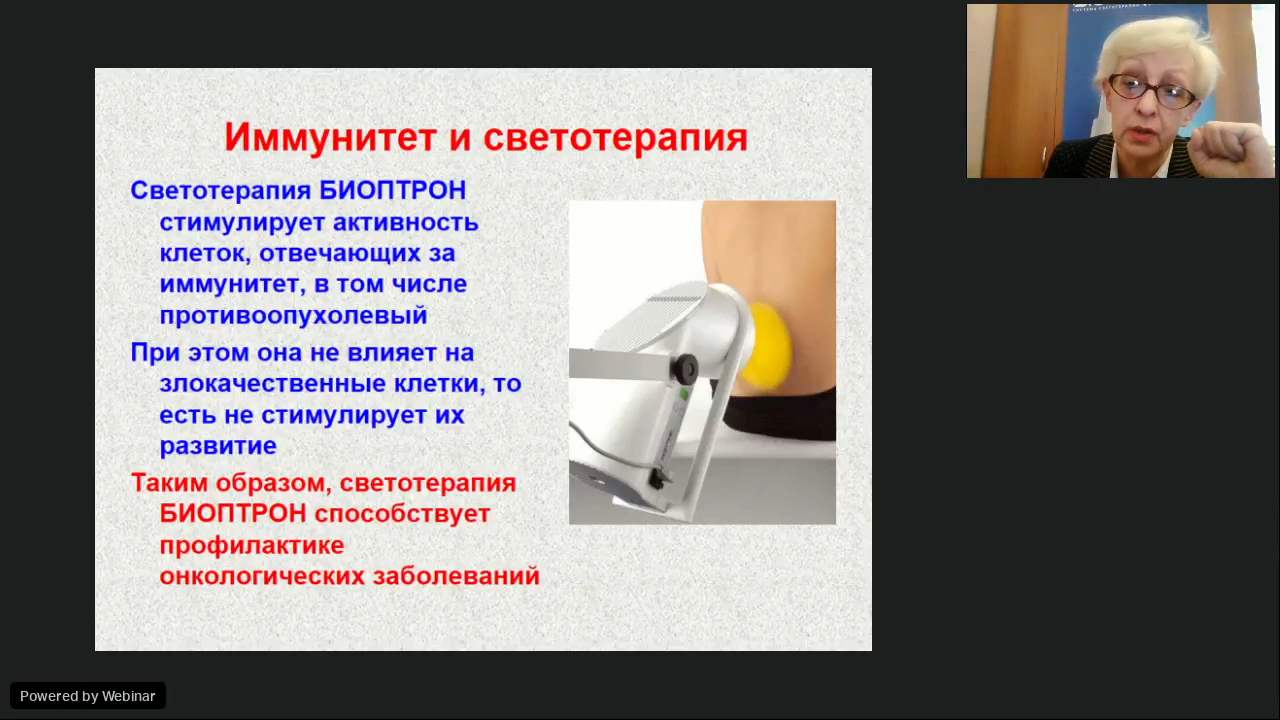 Иммунитет и светотерапия
Светотерапия БИОПТРОН
стимулирует активность
клеток, отвечающих за
иммунитет, в том числе
противоопухолевый
При этом она не влияет на
злокачественные клетки, то
есть не стимулирует их
развитие
Таким образом, светотерапия
БИОПТРОН способствует
профилактике
онкологических заболеваний
Powered by Webinar